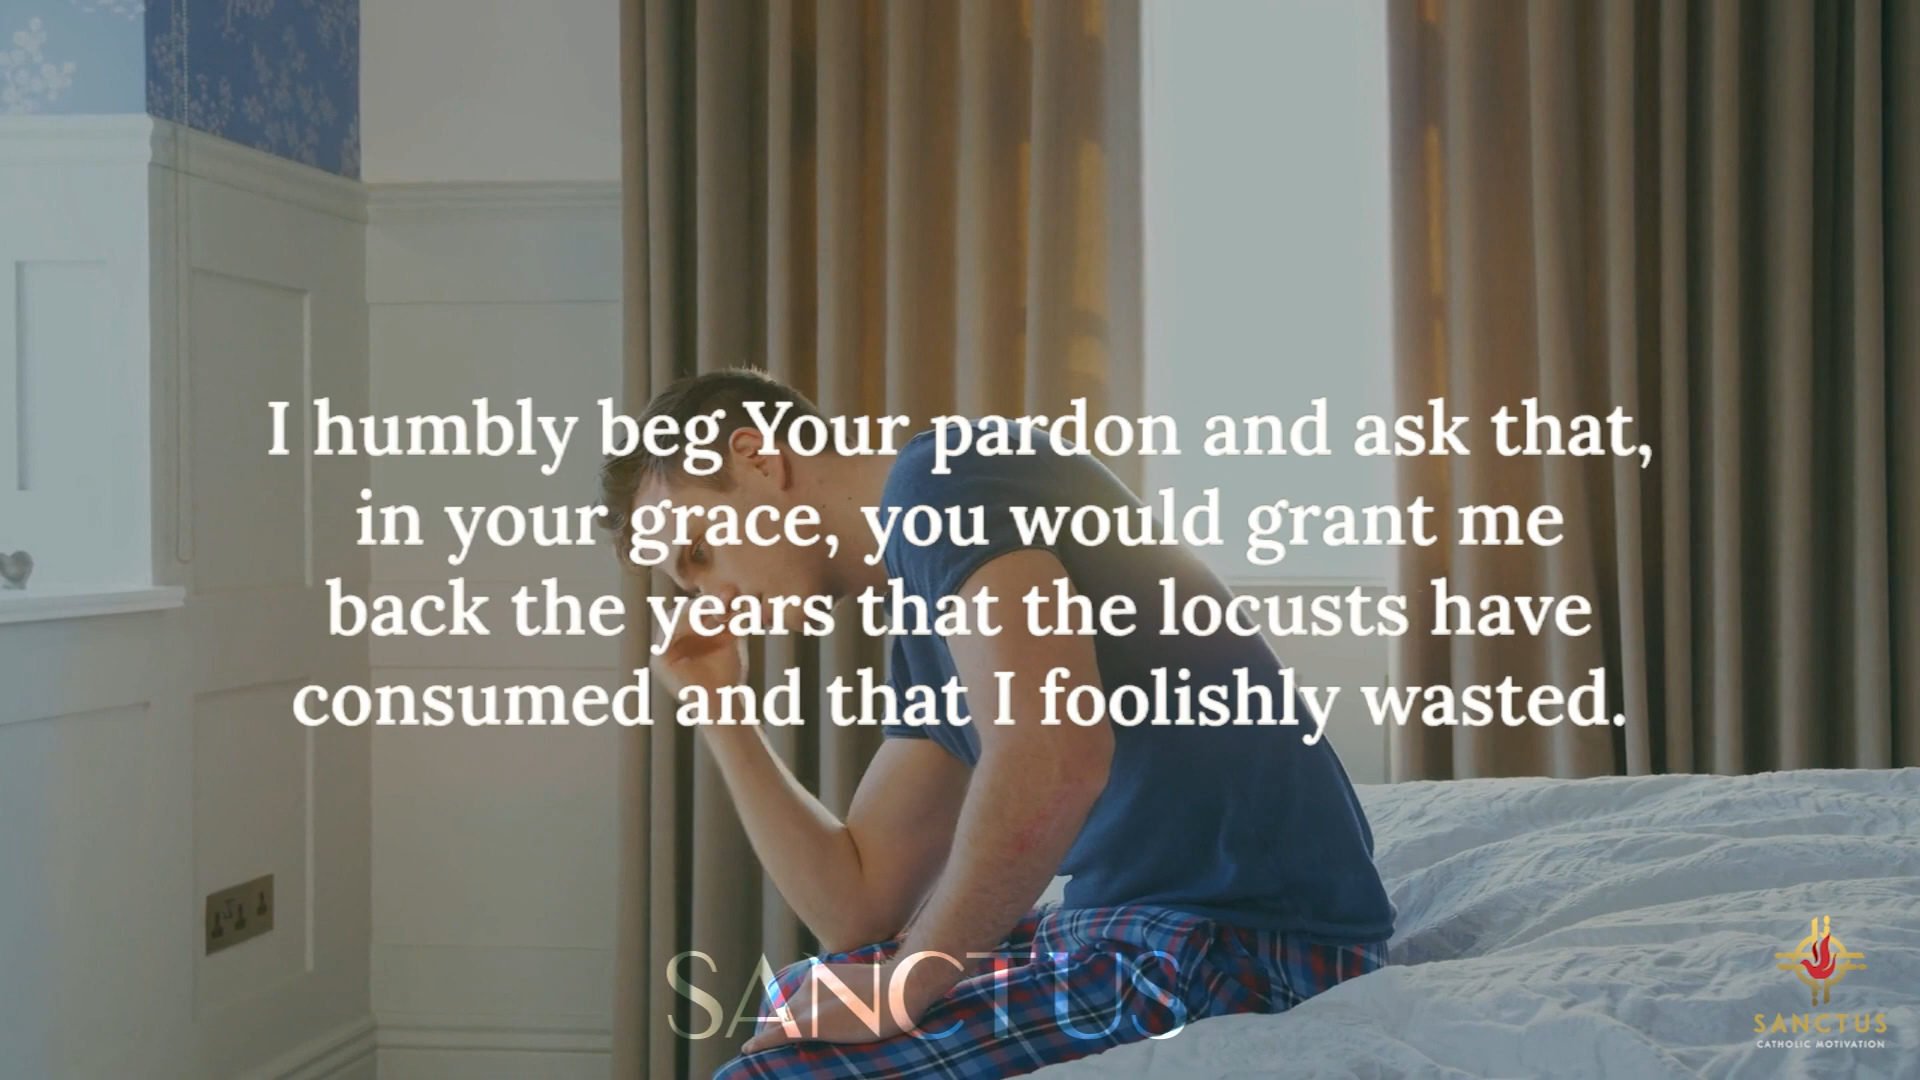 I humbly beg Your pardon and ask that,
in your grace, you would grant me
back the years that the locusts have
consumed and that I foolishly wasted.
SANCTUS
SANCTUS
CATHOLIC MOTIVATION